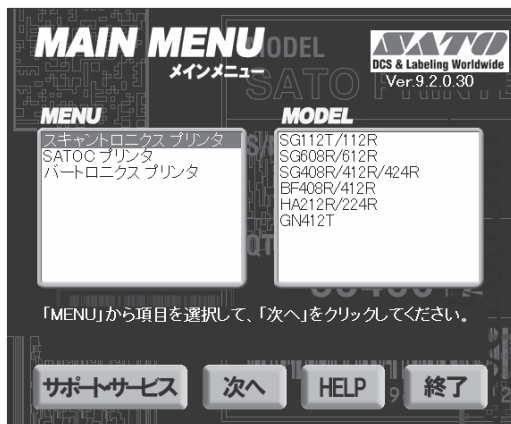 MAIN MENU
メインメニュー
SATO
DCS & Labeling Worldwide
Ver.9.2.0.30
MENU
スキャントロニクス プリンタ
SATOC プリンタ
バートロニクス プリンタ
MODEL
SG112T/112R
SG608R/612R
SG408R/412R/424R
BF408R/412R
HA212R/224R
GN412T
「MENU」から項目を選択して、「次へ」をクリックしてください。
サポート・サービス
次へ
HELP
終了